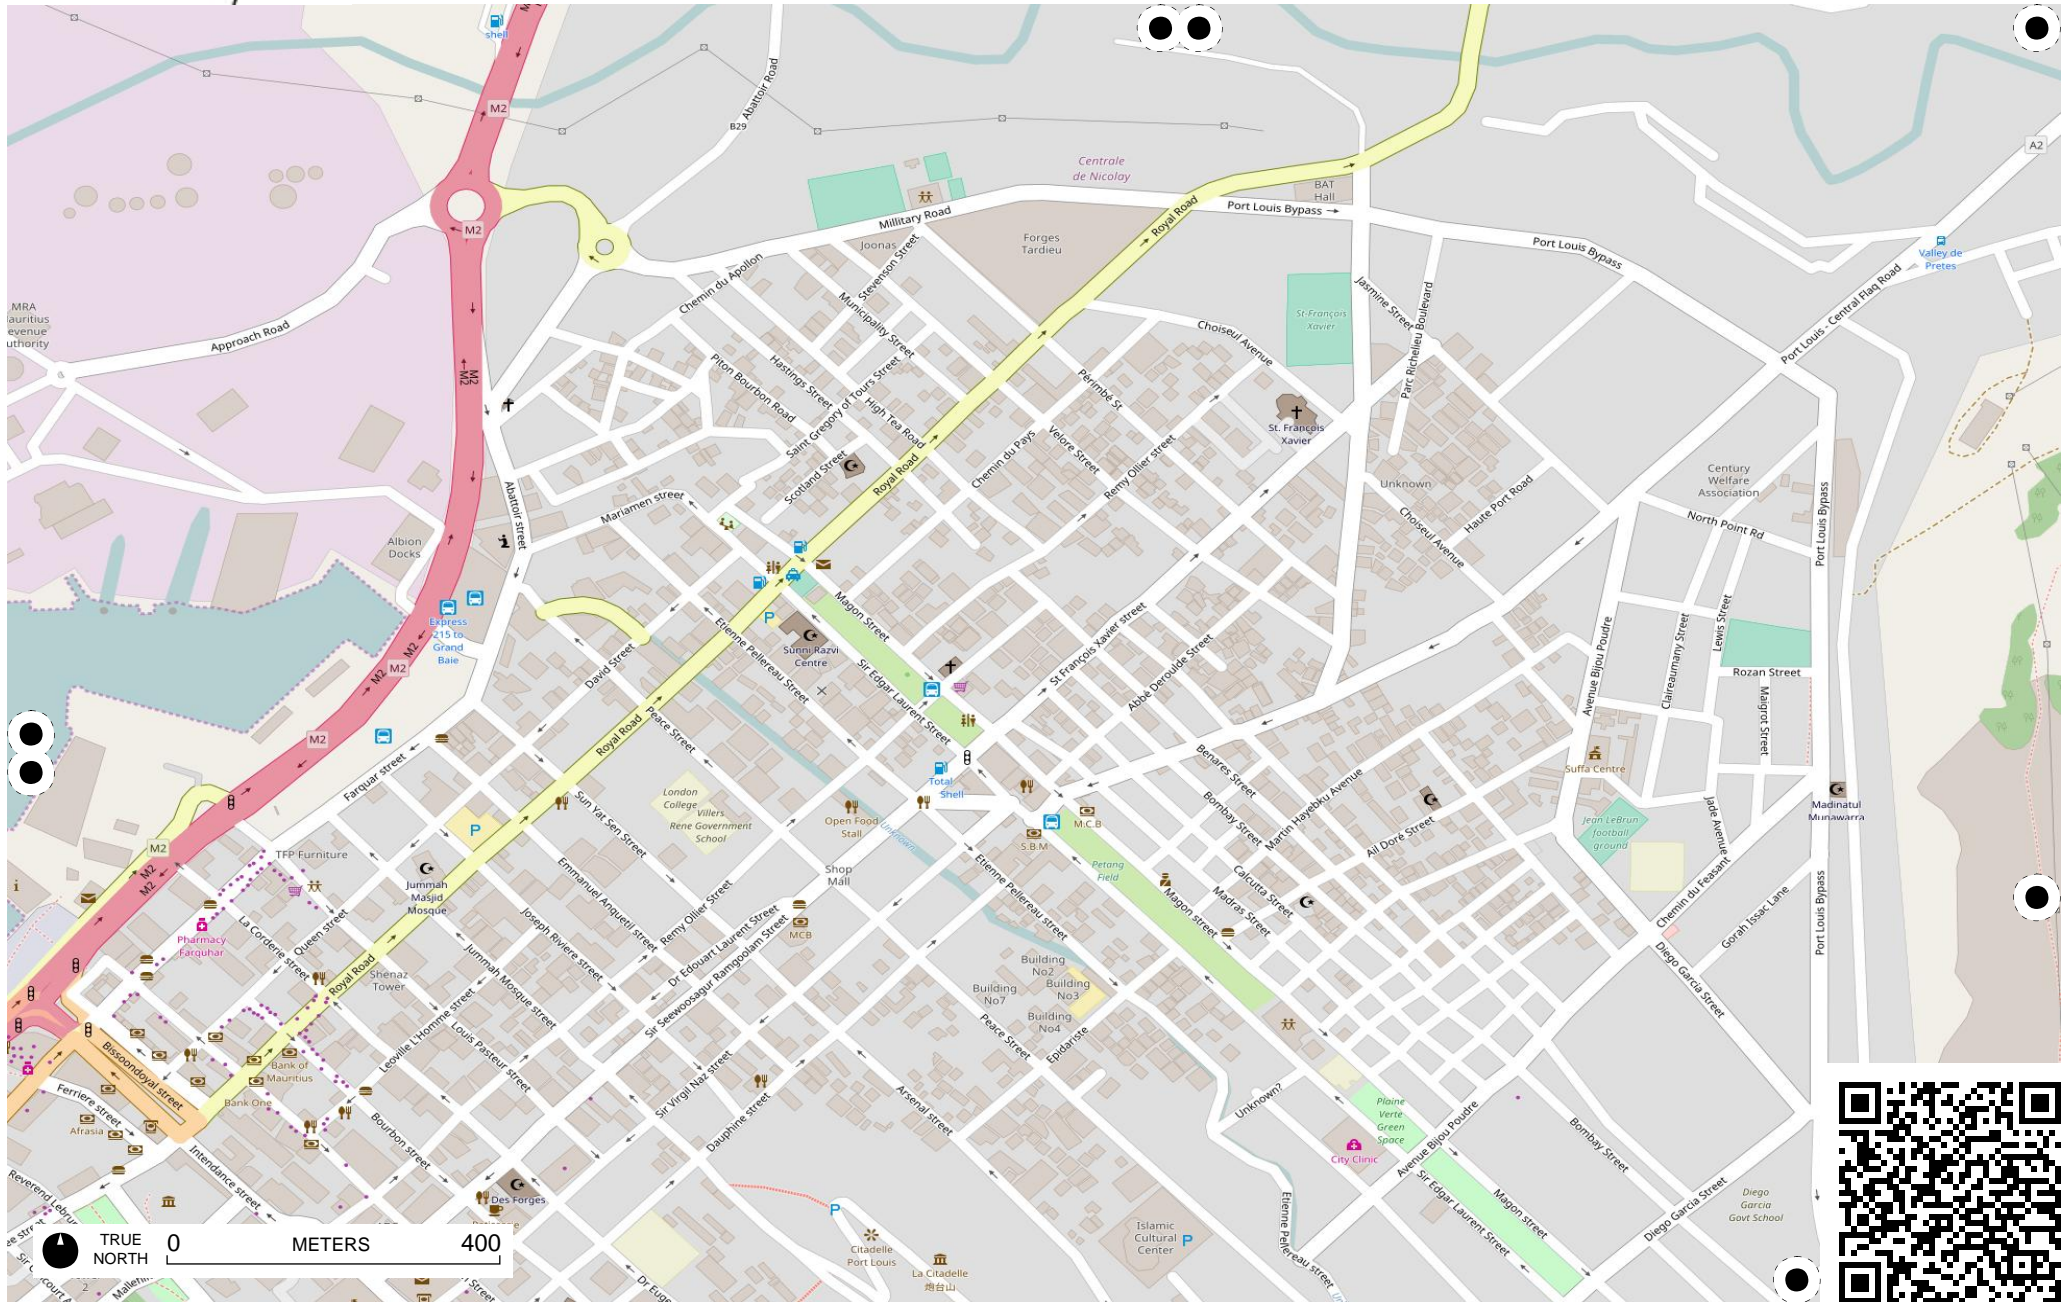 shell
M2
B29
Abattoir Road
Centrale
de Nicolay
A2
BAT
Hall
Port Louis Bypass
Royal Road
Millitary Road
M2
Joonas
Forges
Tardieu
Stevenson Street
Port Louis Bypass
Valley de
Pretes
Chemin du Apollon
Municipality Street
Jasmine Street
Parc Richelieu Boulevard
Port Louis - Central Flaq Road
St-François
Xavier
Choiseul Avenue
MRA
Approach Road
M2
M2
Piton Bourbon Road
Hastings Street
Saint Gregory of Tours Street
High Tea Road
Périmbé St
St. François
Xavier
Chemin du Pays
Velore Street
Remy Ollier street
Royal Road
Scotland Street
Unknown
Century
Welfare
Association
Haute Port Road
Choiseul Avenue
North Point Rd
Port Louis Bypass
Abattoir street
Mariamen street
Albion
Docks
Express
215 to
Grand
Baie
Magon Street
Etienne Pellereau Street
Sunni Razvi
Centre
Sir Edgar Laurent Street
St François Xavier street
Abbé Deroulde Street
David Street
Avenue Bijou Poudre
Claireaumany Street
Lewis Street
Rozan Street
Maigrot Street
M2
M2
M2
M2
Royal Road
Peace Street
Farquar street
Benares Street
Suffa Centre
Total
Shell
London
College
Villers
Rene Government
School
Open Food
Stall
Unknown
M.C.B
S.B.M
Bombay Street
Martin Hayebku Avenue
Ail Doré Street
Jean LeBrun
football
ground
Jade Avenue
Madinatul
Munawarra
Sun Yat Sen Street
M2
M2
M2
TFP Furniture
Jummah
Masjid
Mosque
Emmanuel Anquetil street
Shop
Mall
Etienne Pellereau street
Petang
Field
Magon street
Madras Street
Calcutta Street
Chemin du Feasant
Gorah Issac Lane
Port Louis Bypass
Pharmacy
Farquhar
La Corderie street
Queen street
Joseph Riviere street
Remy Ollier Street
Dr Edouart Laurent Street
Sir Seewoosagur Ramgoolam Street
MCB
Royal Road
Shenaz
Tower
Jummah Mosque street
Building
No2
Building
No3
Building
No7
Building
No4
Diego Garcia Street
Leoville L'Homme street
Louis Pasteur street
Peace Street
Epidariste
Bissoondoyal street
Bank of
Mauritius
Bank One
Sir Virgil Naz street
Dauphine street
Arsenal street
Unknown?
Plaine
Verte
Green
Space
Avenue Bijou Poudre
Bombay Street
Ferriere street
Afrasia
Bourbon street
Intendance street
City Clinic
Sir Edgar Laurent Street
Magon street
Des Forges
Etienne Pellereau street
Diego Garcia Street
Diego
Garcia
Govt School
Islamic
Cultural
Center
Citadelle
Port Louis
La Citadelle
炮台山
TRUE
NORTH
0 METERS 400